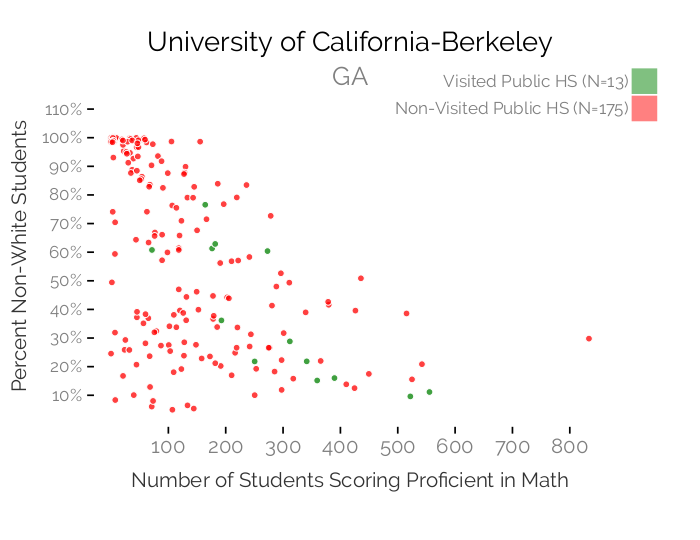 University of California-Berkeley
GA
Visited Public HS (N=13)
Non-Visited Public HS (N=175)
Percent Non-White Students
110%
100%
90%
80%
70%
60%
50%
40%
30%
20%
10%
100 200 300 400 500 600 700 800
Number of Students Scoring Proficient in Math